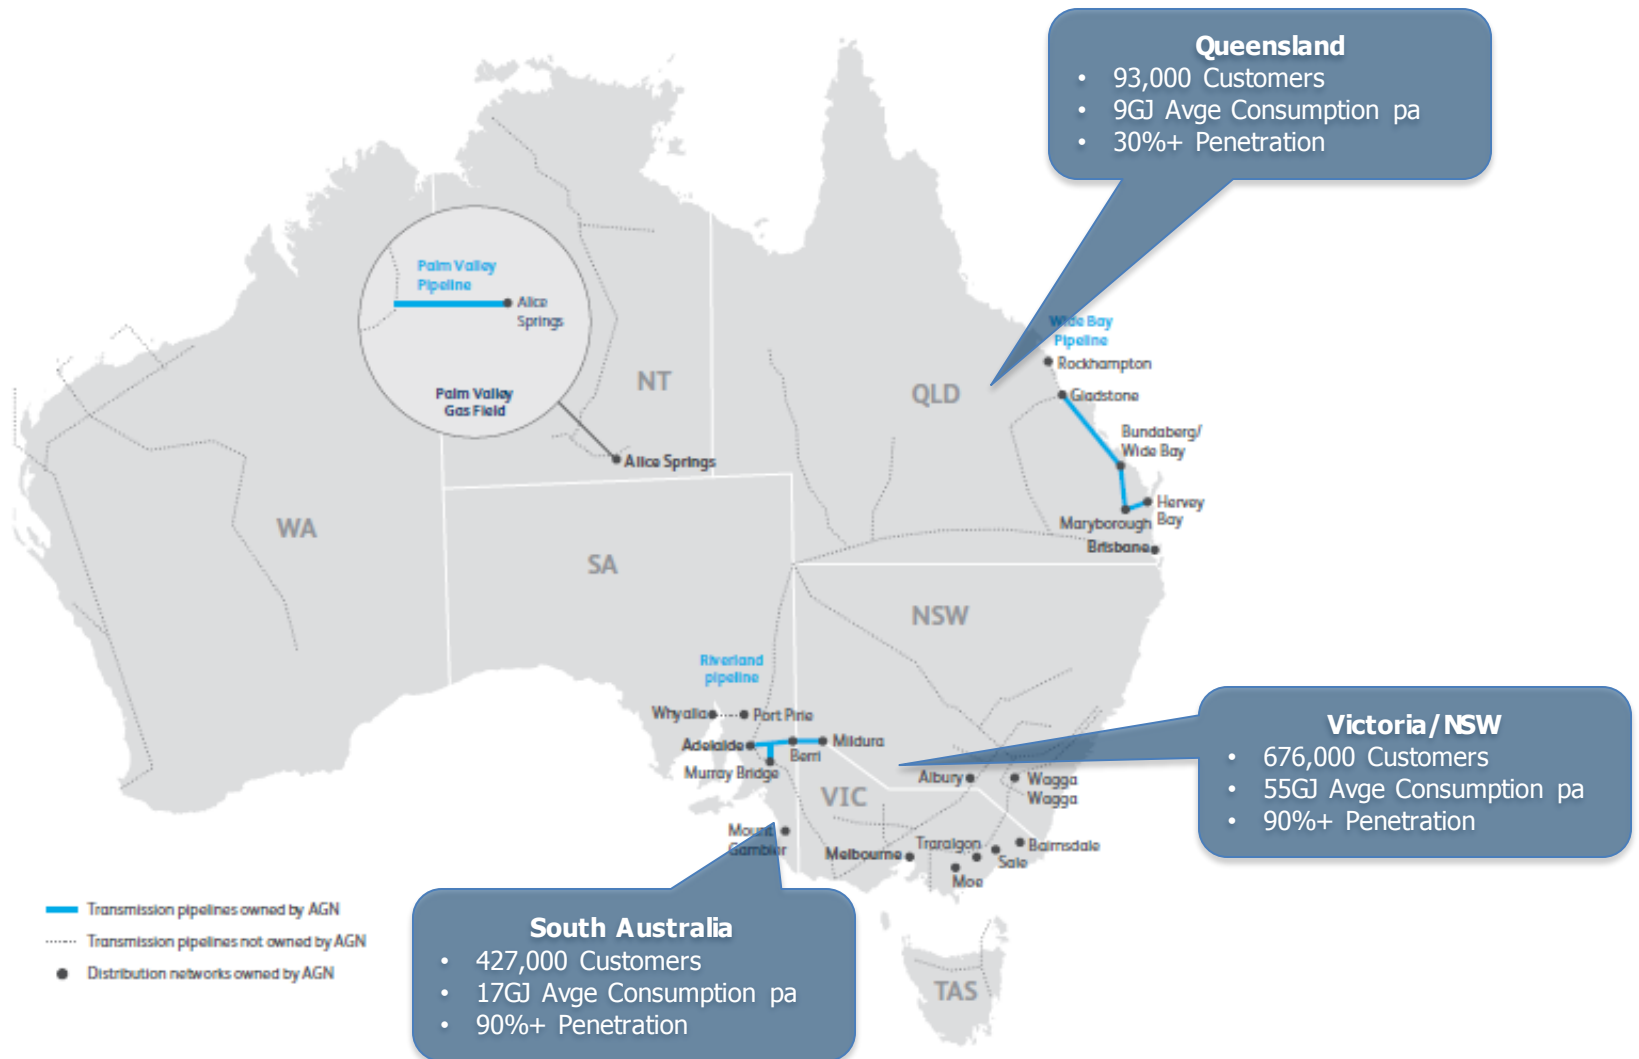 Queensland
• 93,000 Customers
• 9GJ Avge Consumption pa
• 30%+ Penetration
Palm Valley
Pipeline
Alice
Springs
Palm Valley
Gas Field
NT
Alice Springs
WA
SA
QLD
Wide Bay
Pipeline
Rockhampton
Gladstone
Bundaberg/
Wide Bay
Hervey
Bay
Maryborough
Brisbane
NSW
Riverland
pipeline
Whyalla
Port Pirie
Adelaide
Berri
Mildura
Murray Bridge
VIC
Albury
Wagga
Wagga
Mount
Gambier
Melbourne
Traralgon
Bairnsdale
Sale
Moe
TAS
Victoria/NSW
• 676,000 Customers
• 55GJ Avge Consumption pa
• 90%+ Penetration
South Australia
• 427,000 Customers
• 17GJ Avge Consumption pa
• 90%+ Penetration
Transmission pipelines owned by AGN
Transmission pipelines not owned by AGN
Distribution networks owned by AGN